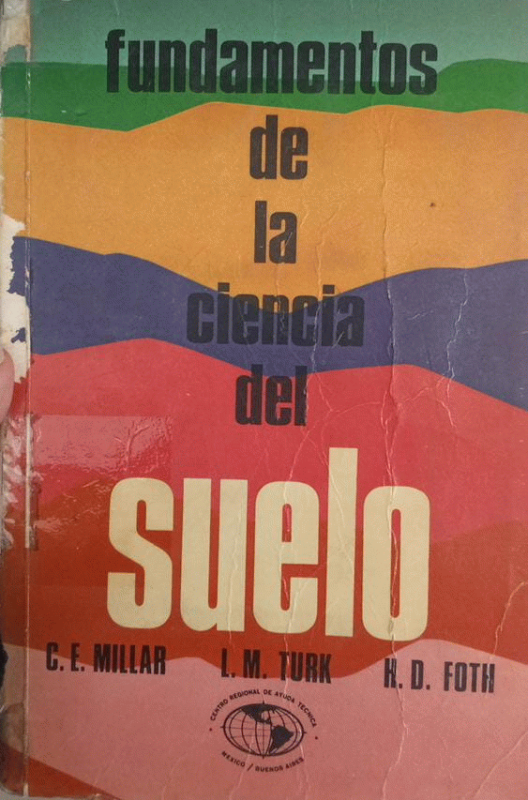 fundamentos
de
la
ciencia
del
suelo
C. E. MILLAR L. M. TURK H. D. FOTH
CENTRO REGIONAL DE AYUDA TECNICA
MEXICO / BUENOS AIRES